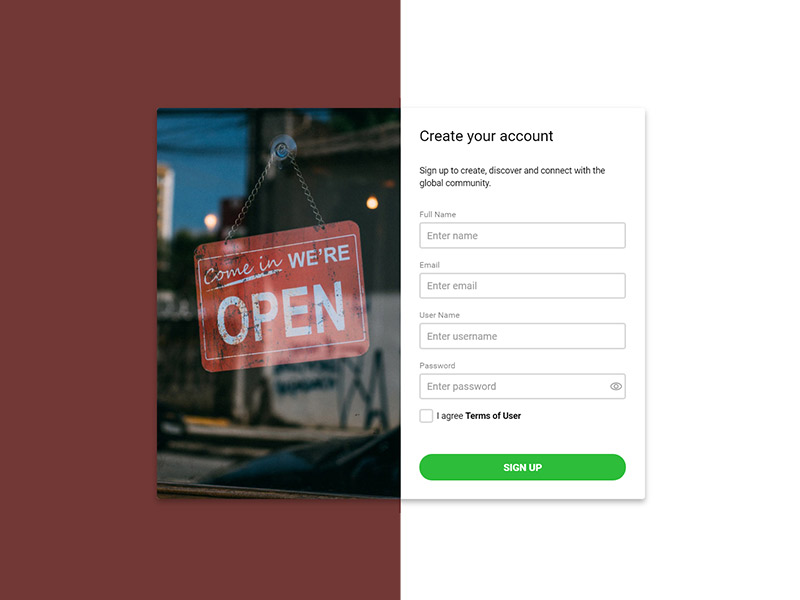 Come in WE'RE
OPEN
Create your account
Sign up to create, discover and connect with the
global community.
Full Name
Enter name
Email
Enter email
User Name
Enter username
Password
Enter password
I agree Terms of User
SIGN UP